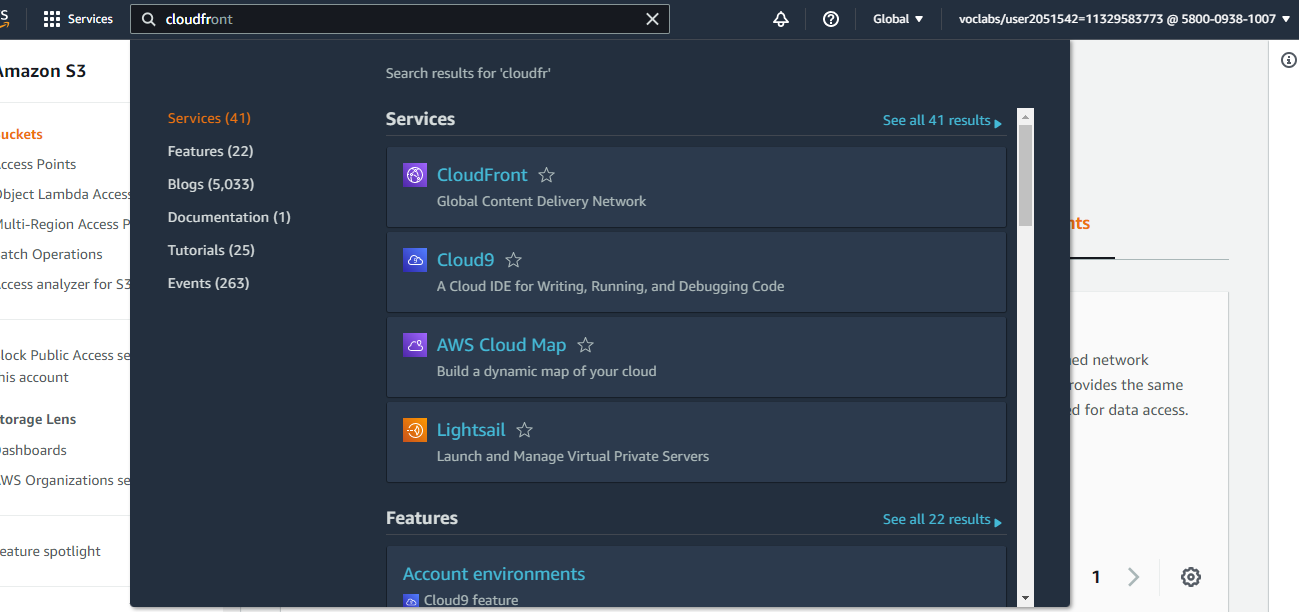 Services
cloudfront
Global
voclabs/user2051542=11329583773 @ 5800-0938-1007
Amazon S3
uckets
ccess Points
bject Lambda Access
Multi-Region Access P
atch Operations
ccess analyzer for S3
lock Public Access se
his account
torage Lens
ashboards
WS Organizations se
eature spotlight
Search results for 'cloudfr'
Services (41)
Features (22)
Blogs (5,033)
Documentation (1)
Tutorials (25)
Events (263)
Services
See all 41 results
CloudFront
Global Content Delivery Network
Cloud9
A Cloud IDE for Writing, Running, and Debugging Code
AWS Cloud Map
Build a dynamic map of your cloud
Lightsail
Launch and Manage Virtual Private Servers
Features
See all 22 results
Account environments
Cloud9 feature
nts
ed network
rovides the same
d for data access.
1